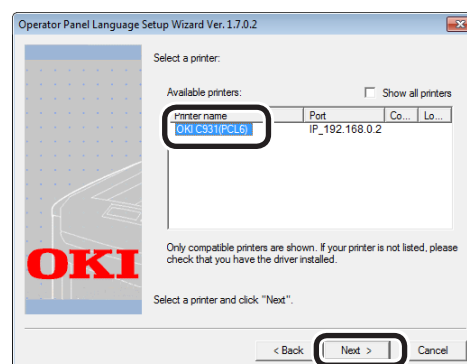 Operator Panel Language Setup Wizard Ver. 1.7.0.2
Select a printer:
Available printers: Show all printers
Printer name Port Co... Lo...
OKI C931(PCL6) IP_192.168.0.2
Only compatible printers are shown. If your printer is not listed, please
check that you have the driver installed.
OKI
Select a printer and click "Next".
< Back Next > Cancel